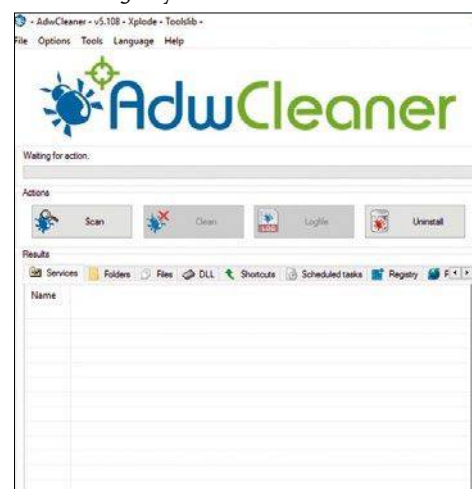 - AdwCleaner - v5.108 - Xplode - Toolslib -
File Options Tools Language Help
AdwCleaner
Waiting for action.
Actions
Scan Clean LOG Logfile Uninstall
Results
Services Folders Files DLL Shortcuts Scheduled tasks Registry F
Name